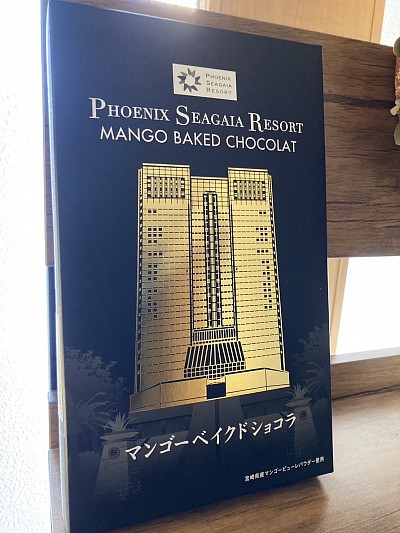 PHOENIX
SEAGAIA
RESORT
PHOENIX SEAGAIA RESORT
MANGO BAKED CHOCOLAT
マンゴーベイクドショコラ
宮崎県産マンゴーピューレパウダー使用